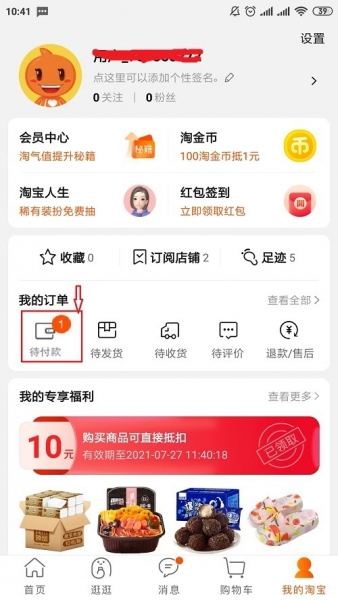 10:41
39
设置
点这里可以添加个性签名。
0 关注 | 0 粉丝
会员中心
淘气值提升秘籍
秘籍
淘金币
100淘金币抵1元
币
淘宝人生
稀有装扮免费抽
红包签到
立即领取红包
收藏 0
订阅店铺 2
足迹 5
我的订单
查看全部 >
1
待付款
待发货
待收货
待评价
退款/售后
我的专享福利
查看更多 >
10元
购买商品可直接抵扣
有效期至2021-07-27 11:40:18
已领取
首页
逛逛
消息
购物车
我的淘宝